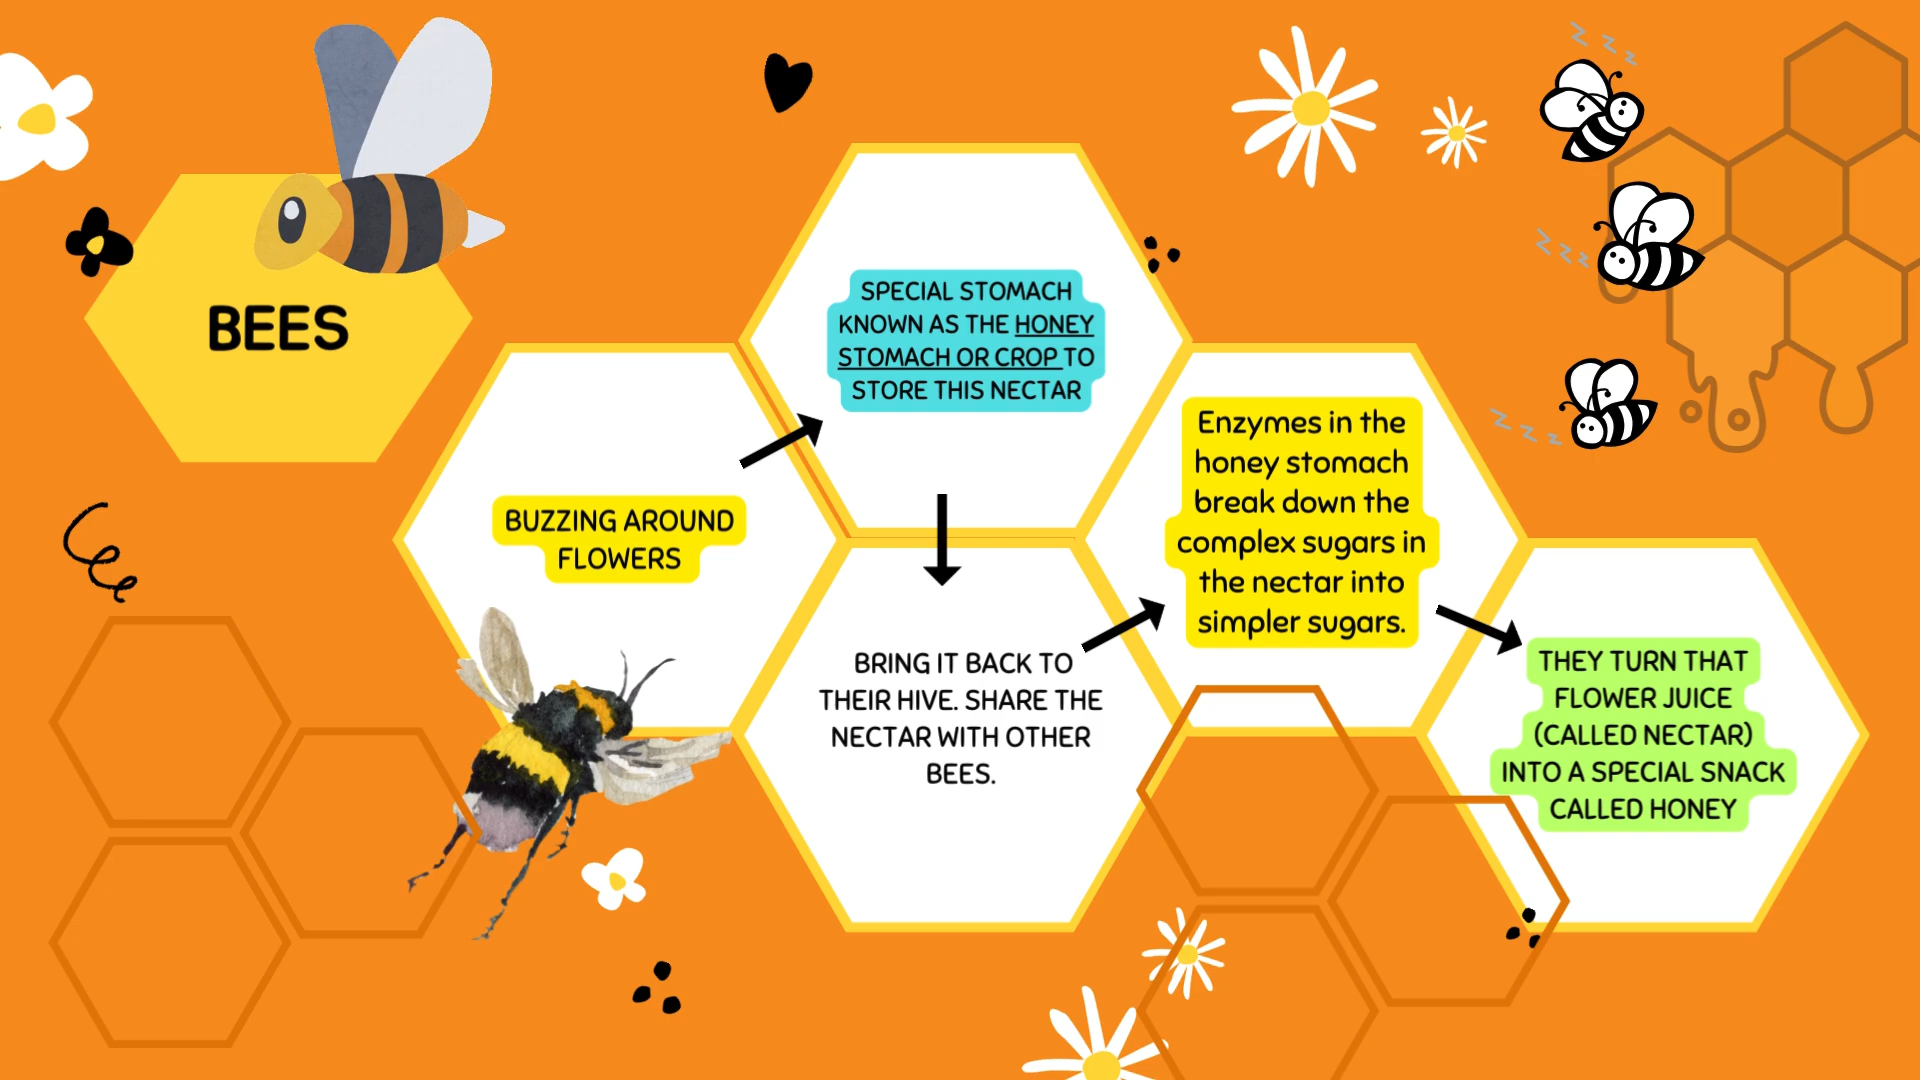 BEES
BUZZING AROUND
FLOWERS
SPECIAL STOMACH
KNOWN AS THE HONEY
STOMACH OR CROP TO
STORE THIS NECTAR
BRING IT BACK TO
THEIR HIVE. SHARE THE
NECTAR WITH OTHER
BEES.
Enzymes in the
honey stomach
break down the
complex sugars in
the nectar into
simpler sugars.
THEY TURN THAT
FLOWER JUICE
(CALLED NECTAR)
INTO A SPECIAL SNACK
CALLED HONEY
z z z
z z z z
z z z z